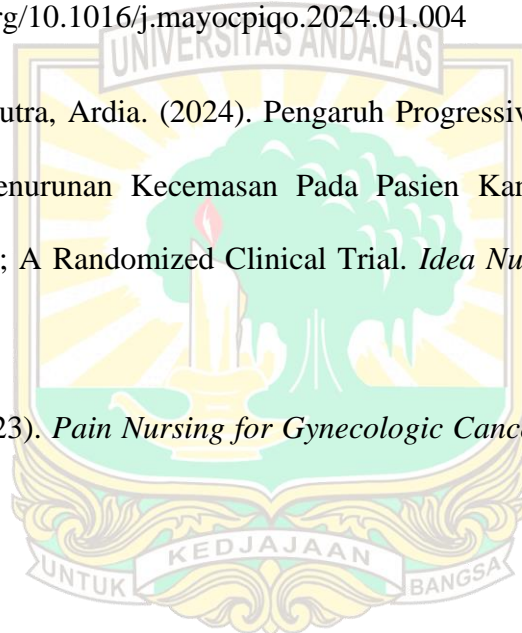 rg/10.1016/j.mayocpiqo.2024.01.004
UNIVERSITAS ANDALAS
utra, Ardia. (2024). Pengaruh Progressiv
enurunan Kecemasan Pada Pasien Kan
; A Randomized Clinical Trial. Idea Nu
23). Pain Nursing for Gynecologic Cance
KEDJAJAAN
UNTUK BANGSA